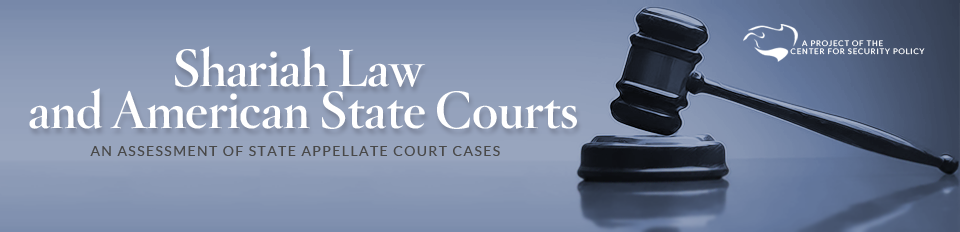 Shariah Law
and American State Courts
AN ASSESSMENT OF STATE APPELLATE COURT CASES
A PROJECT OF THE
CENTER FOR SECURITY POLICY